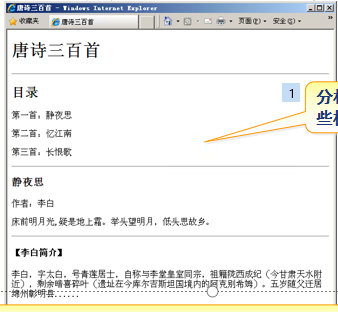 唐诗三百首 - Windows Internet Explorer
收藏夹 唐诗三百首 页面(P) 安全(S)
唐诗三百首
目录
第一首：静夜思
第二首：忆江南
第三首：长恨歌
静夜思
作者：李白
床前明月光,疑是地上霜。举头望明月，低头思故乡。
【李白简介】
李白，字太白，号青莲居士，自称与李棠皇室同宗，祖籍陇西成纪（今甘肃天水附
近），剩余暗喜碎叶（遗址在今库尔吉斯坦国境内的阿克别希姆）。五岁随父迁居
绵州彰明县......
1
分析
些标